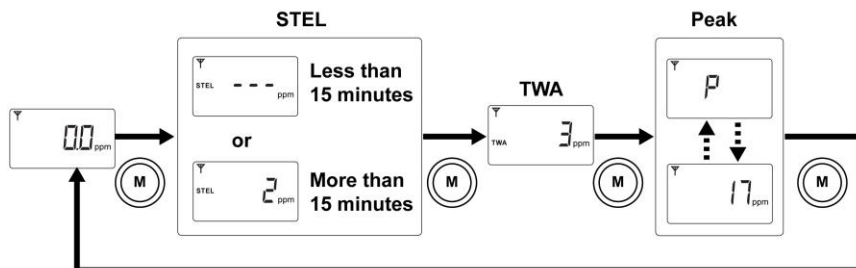 STEL
Peak
STEL
- - -
ppm
Less than
15 minutes
TWA
P
0.0 ppm
M
or
M
TWA
3 ppm
M
M
STEL
2 ppm
More than
15 minutes
17 ppm